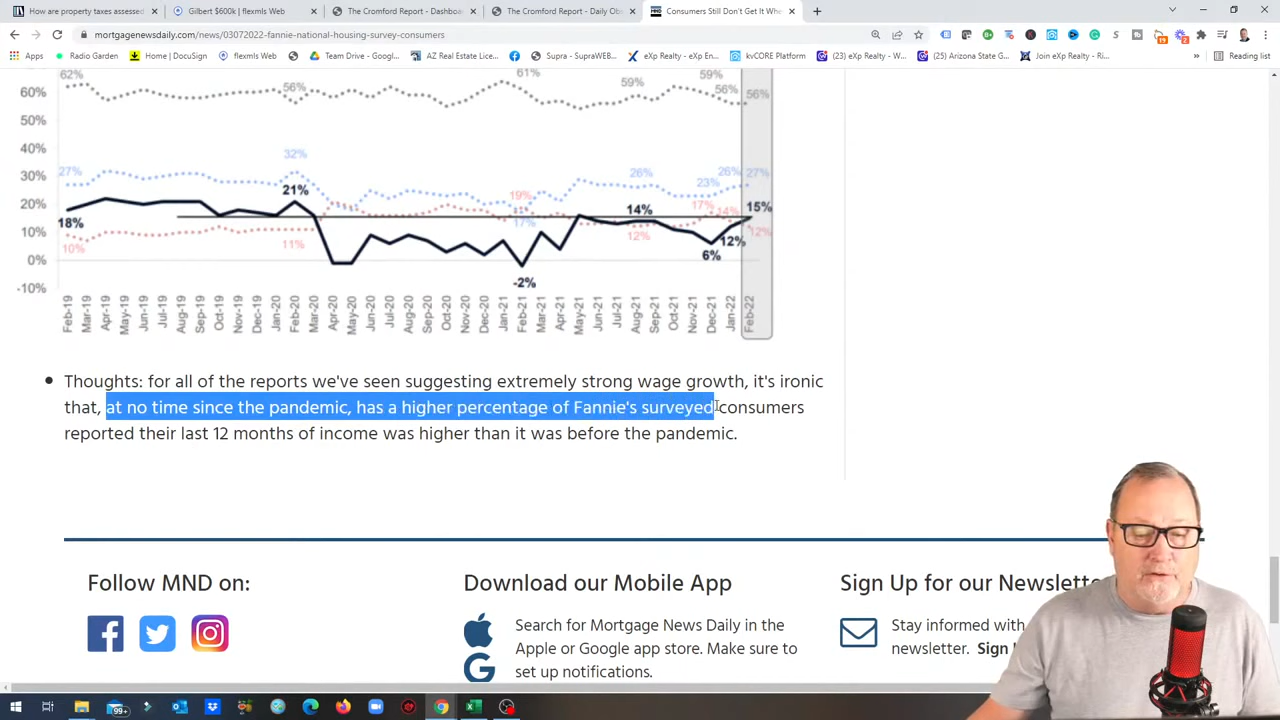 How are property taxes assessed
Gilbert $600k | flexmls Web
The Cromford Report - Dashboa
The Cromford Report - Daily Obs
Consumers Still Don't Get It Whe
mortgagenewsdaily.com/news/03072022-fannie-national-housing-survey-consumers
Apps
Radio Garden
Home | DocuSign
flexmls Web
Team Drive - Googl...
AZ Real Estate Lice...
Supra - SupraWEB...
eXp Realty - eXp En...
kvCORE Platform
(23) eXp Realty - W...
(25) Arizona State G...
Join eXp Realty - Ri...
»
Reading list
62%
56%
61%
59%
59%
56%
56%
60%
50%
40%
30%
20%
10%
0%
-10%
27%
32%
26%
23%
26%
27%
18%
21%
19%
17%
14%
17%
14%
15%
10%
11%
12%
12%
12%
6%
-2%
Feb-19
Mar-19
Apr-19
May-19
Jun-19
Jul-19
Aug-19
Sep-19
Oct-19
Nov-19
Dec-19
Jan-20
Feb-20
Mar-20
Apr-20
May-20
Jun-20
Jul-20
Aug-20
Sep-20
Oct-20
Nov-20
Dec-20
Jan-21
Feb-21
Mar-21
Apr-21
May-21
Jun-21
Jul-21
Aug-21
Sep-21
Oct-21
Nov-21
Dec-21
Jan-22
Feb-22
Thoughts: for all of the reports we've seen suggesting extremely strong wage growth, it's ironic
that, at no time since the pandemic, has a higher percentage of Fannie's surveyed consumers
reported their last 12 months of income was higher than it was before the pandemic.
Follow MND on:
Download our Mobile App
Search for Mortgage News Daily in the
Apple or Google app store. Make sure to
set up notifications.
Sign Up for our Newslette
Stay informed with
newsletter. Sign
99+